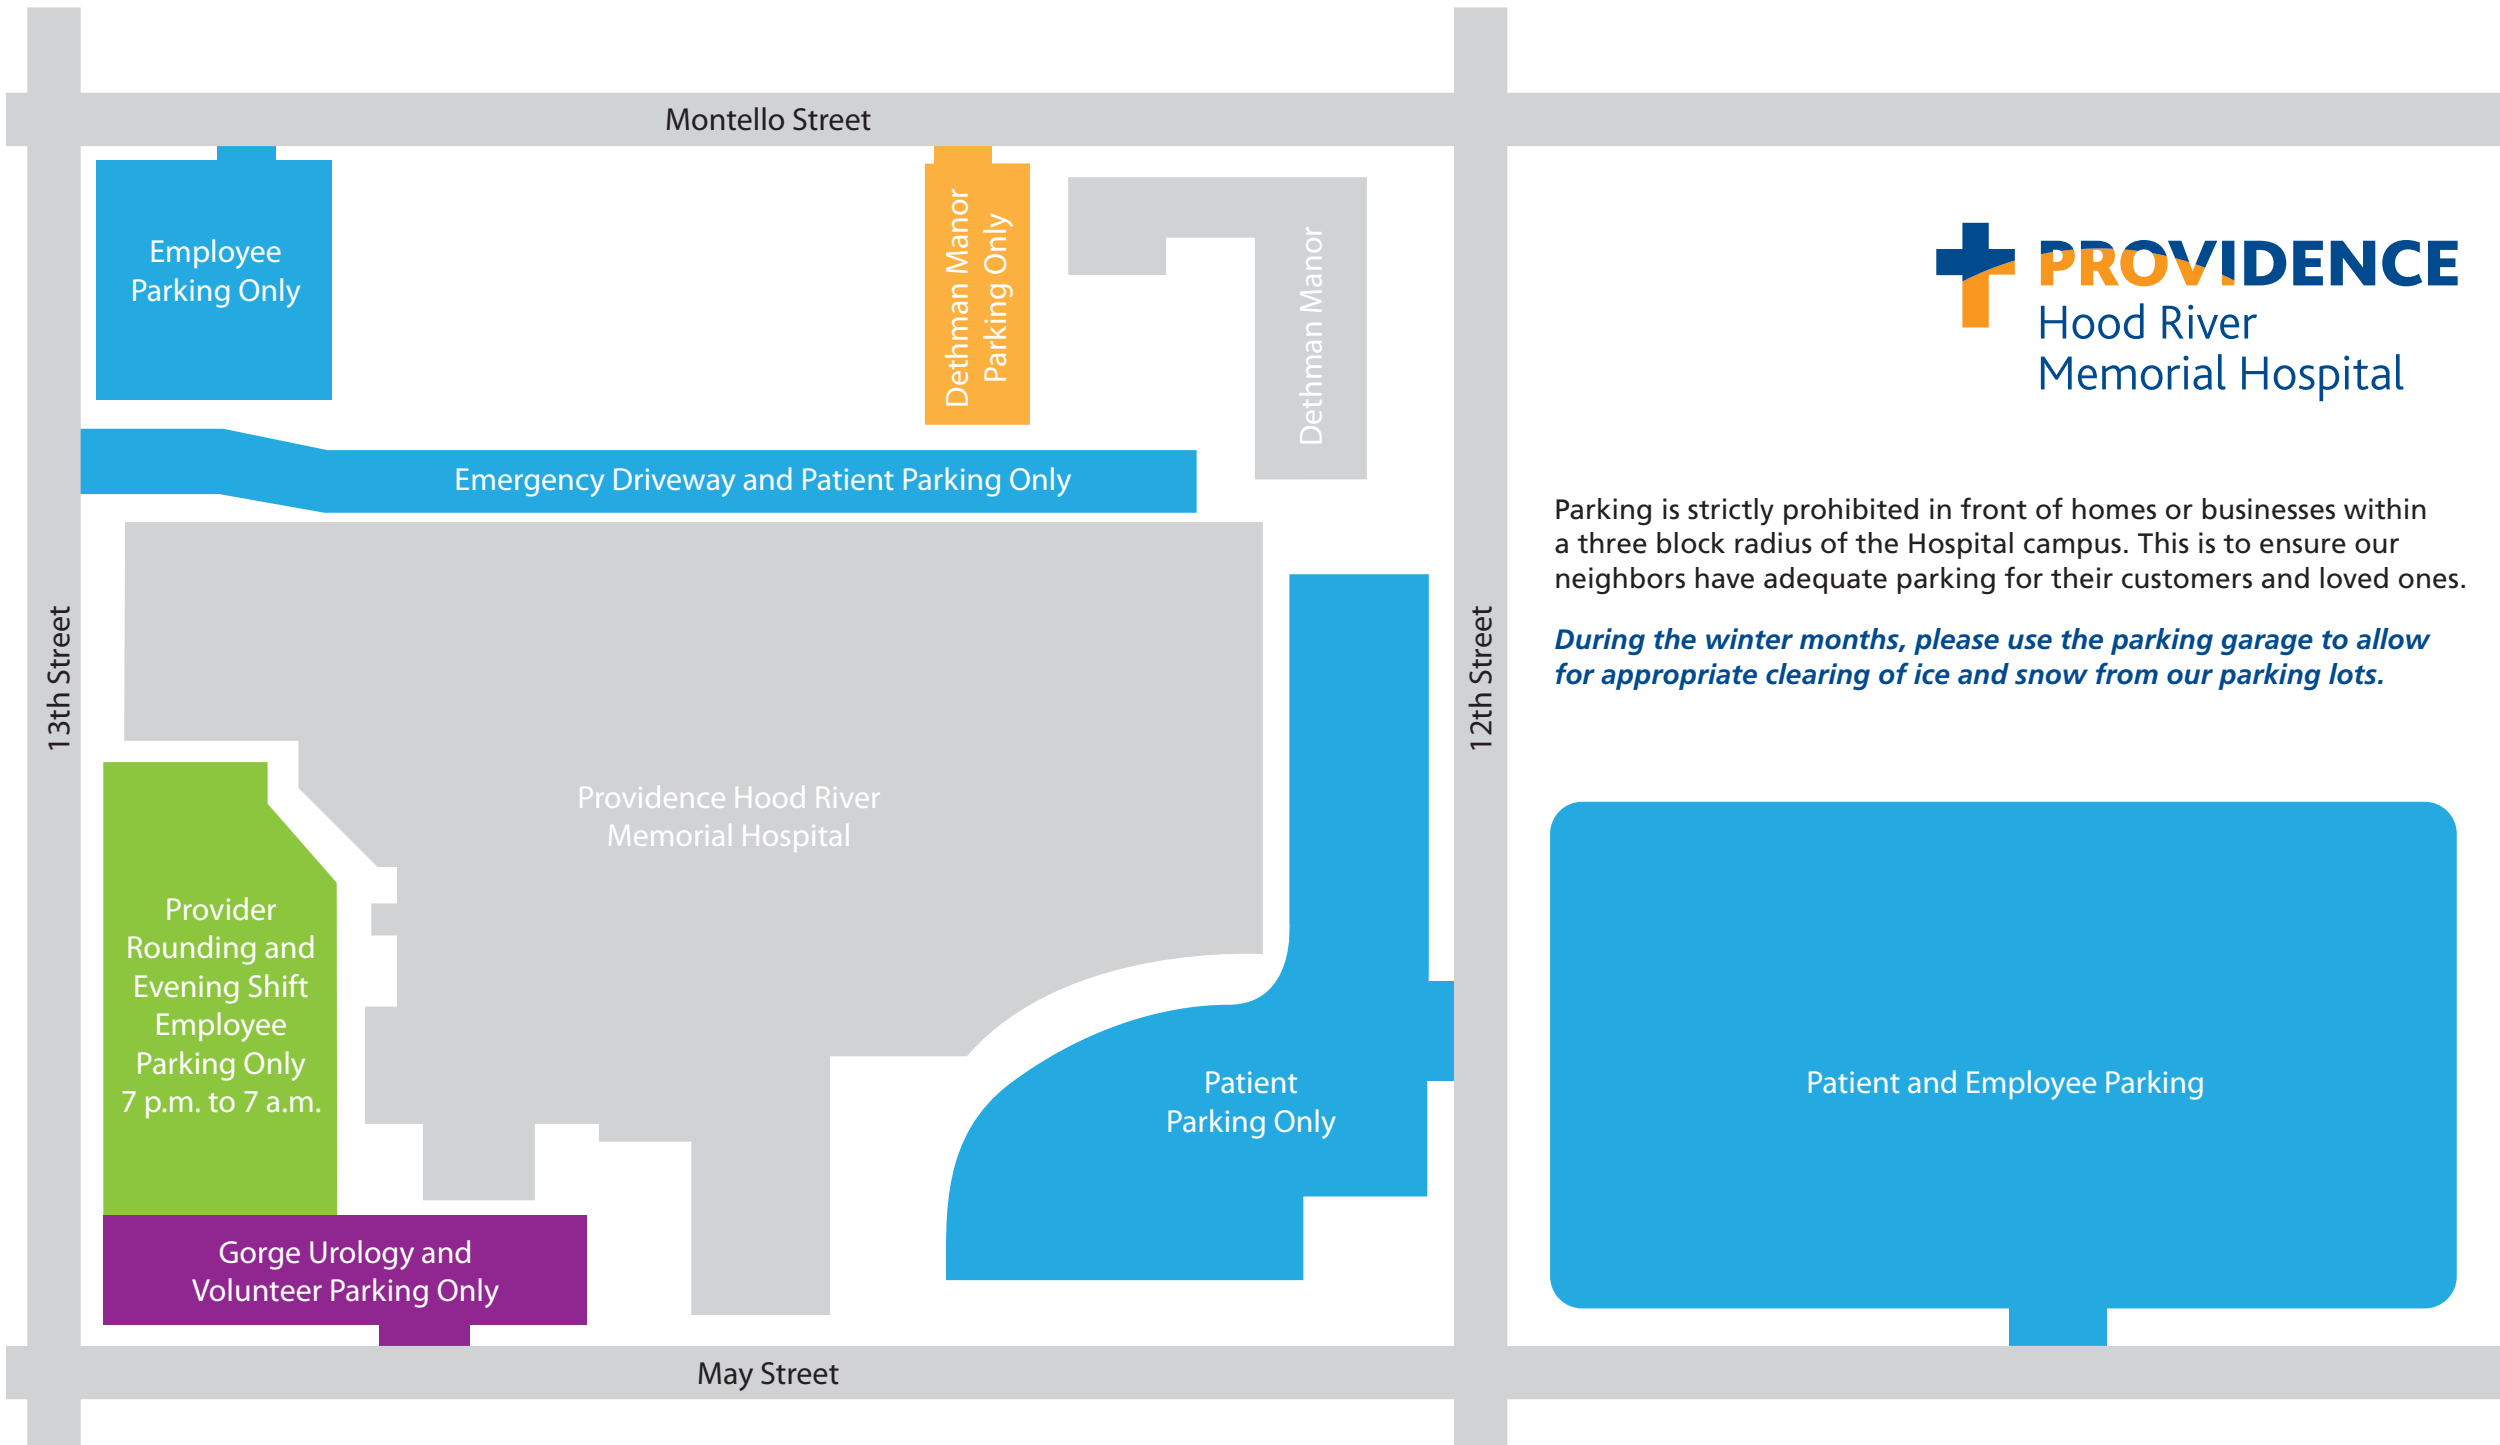 Montello Street
Employee
Parking Only
Dethman Manor
Parking Only
Dethman Manor
PROVIDENCE
Hood River
Memorial Hospital
Emergency Driveway and Patient Parking Only
Parking is strictly prohibited in front of homes or businesses within
a three block radius of the Hospital campus. This is to ensure our
neighbors have adequate parking for their customers and loved ones.
During the winter months, please use the parking garage to allow
for appropriate clearing of ice and snow from our parking lots.
13th Street
12th Street
Providence Hood River
Memorial Hospital
Provider
Rounding and
Evening Shift
Employee
Parking Only
7 p.m. to 7 a.m.
Patient
Parking Only
Patient and Employee Parking
Gorge Urology and
Volunteer Parking Only
May Street